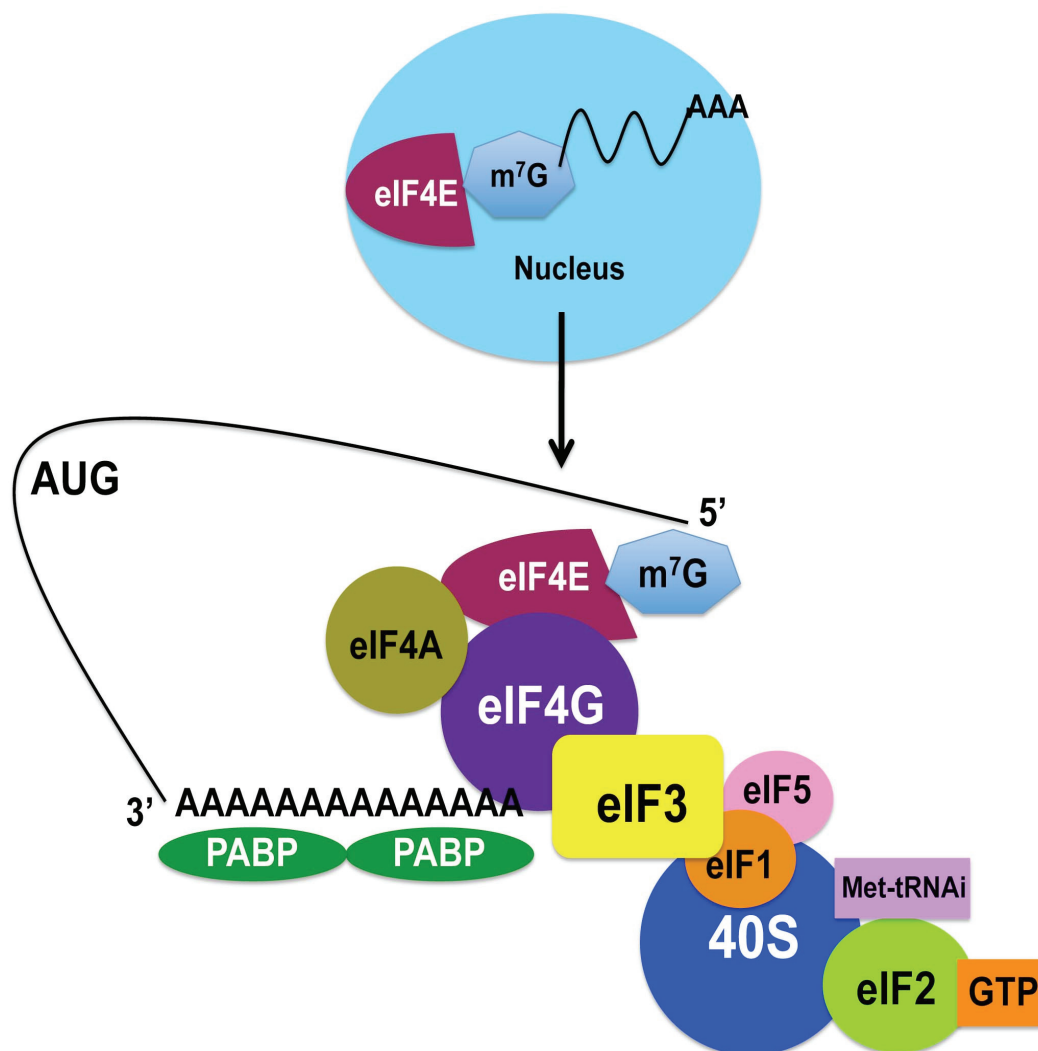 AAA
eIF4E
m⁷G
Nucleus
AUG
5’
eIF4E
m⁷G
eIF4A
eIF4G
3’
AAAAAAAAAAAAAA
PABP
PABP
eIF3
eIF5
eIF1
40S
Met-tRNAi
eIF2
GTP